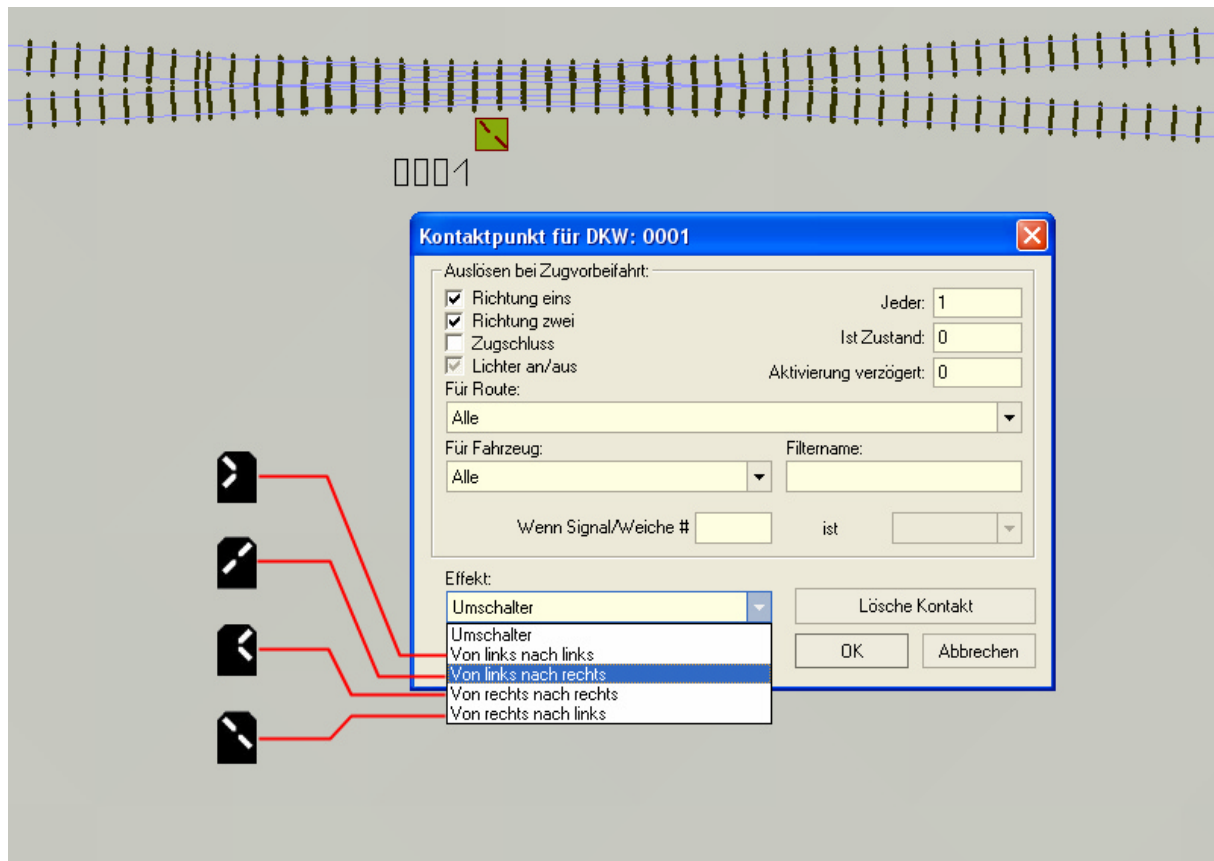 0001
Kontaktpunkt für DKW: 0001
Auslösen bei Zugvorbeifahrt:
Richtung eins
Jeder: 1
Richtung zwei
Zugschluss
Ist Zustand: 0
Lichter an/aus
Aktivierung verzögert: 0
Für Route:
Alle
Für Fahrzeug:
Filtername:
Alle
Wenn Signal/Weiche #
ist
Effekt:
Umschalter
Lösche Kontakt
Umschalter
Von links nach links
OK
Abbrechen
Von links nach rechts
Von rechts nach rechts
Von rechts nach links